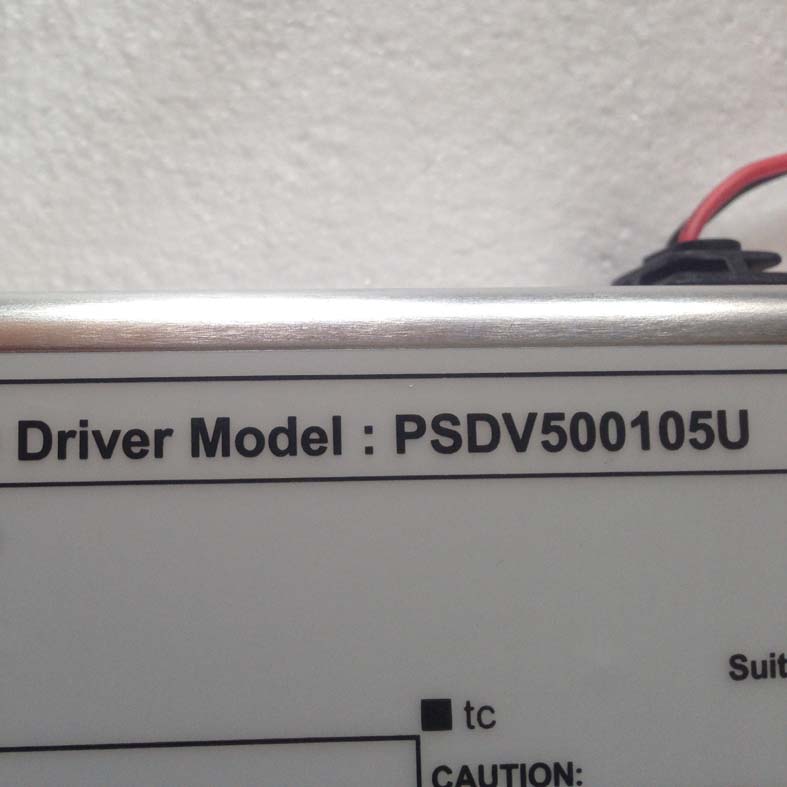 Driver Model : PSDV500105U
Suit
tc
CAUTION: